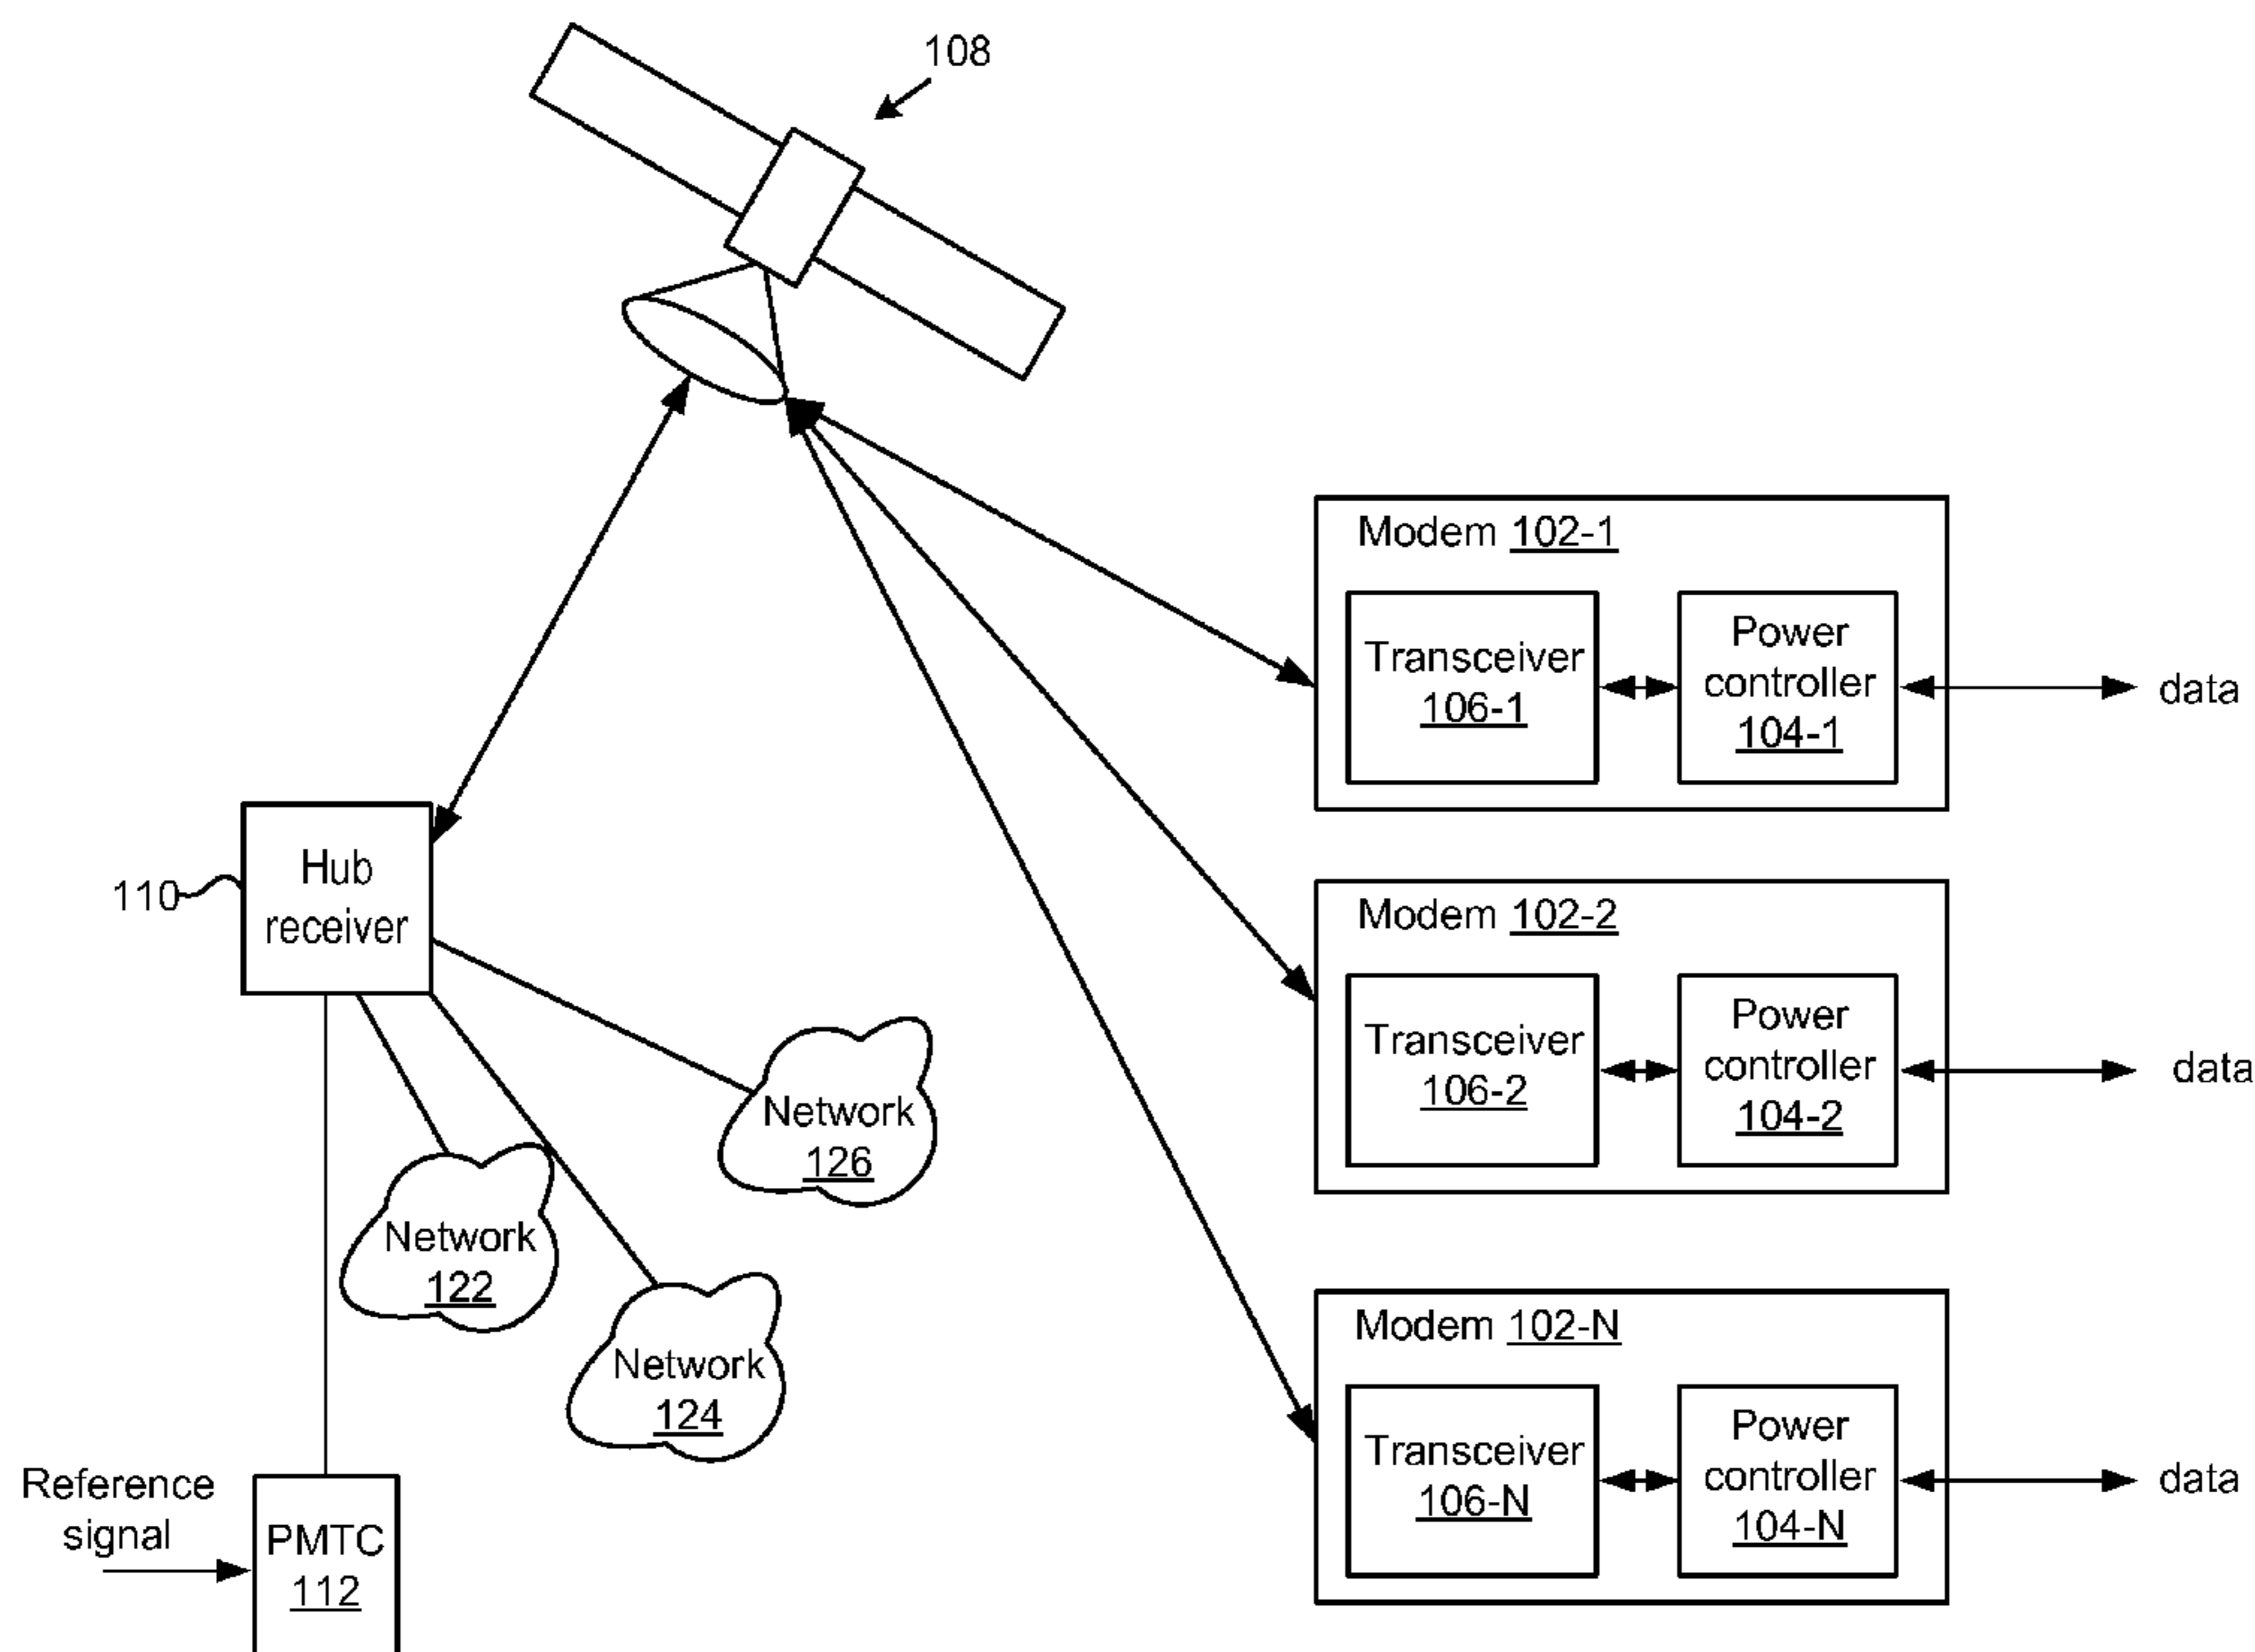 108
Modem 102-1
Transceiver
106-1
Power
controller
104-1
data
Hub
receiver
110
Modem 102-2
Transceiver
106-2
Power
controller
104-2
data
Network
126
Network
122
Network
124
Modem 102-N
Transceiver
106-N
Power
controller
104-N
data
Reference
signal
PMTC
112